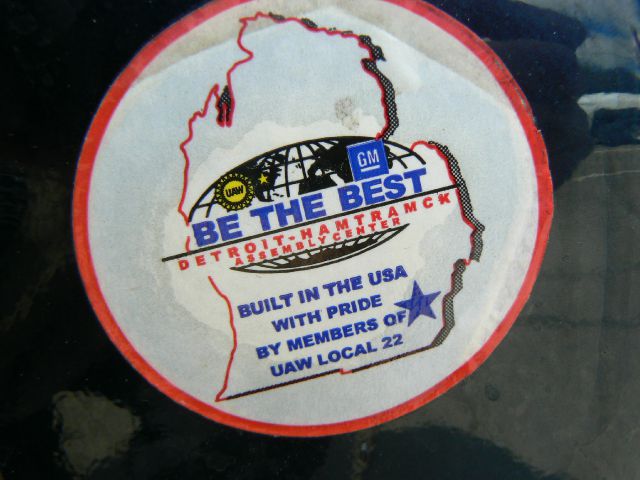 GM
UAW
BE THE BEST
DETROIT-HAMTRAMCK
ASSEMBLY CENTER
BUILT IN THE USA
WITH PRIDE
BY MEMBERS OF
UAW LOCAL 22